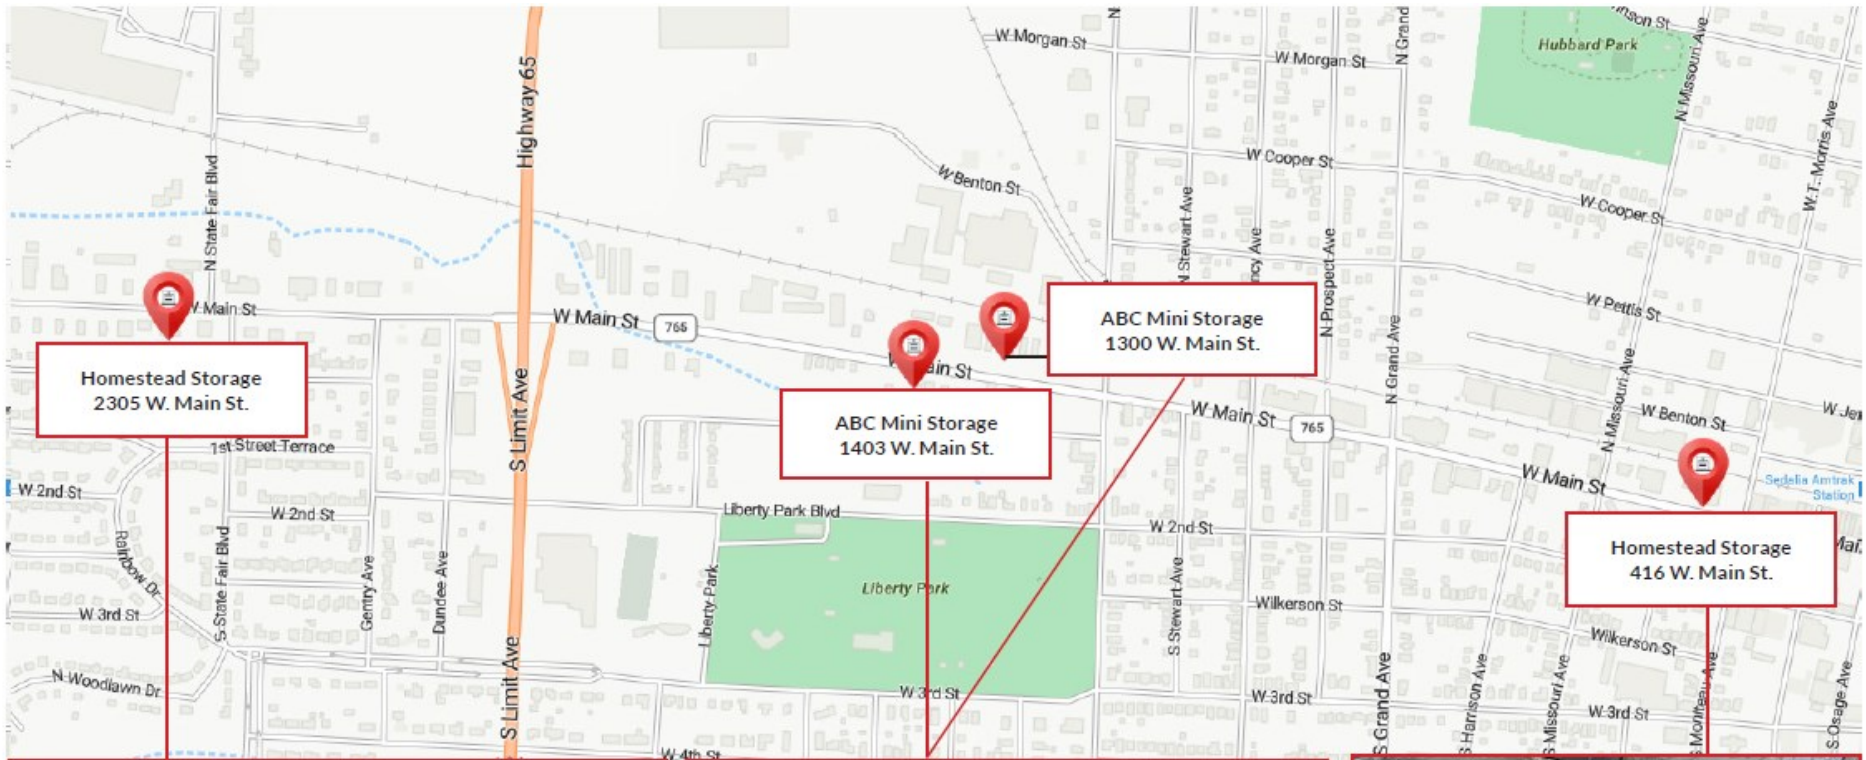 W Morgan St
W Morgan St
N Grand
Hubbard Park
N Missouri Ave
Highway 65
N State Fair Blvd
W Benton St
W Cooper St
W Cooper St
W.T. Morris Ave
N Stewart Ave
N Prospect Ave
N Grand Ave
W Pettis St
N Missouri Ave
W Main St
W Main St
765
W Main St
ABC Mini Storage
1300 W. Main St.
Homestead Storage
2305 W. Main St.
ABC Mini Storage
1403 W. Main St.
W Main St
765
W Benton St
W Main St
Sedalia Amtrak
Station
S Limit Ave
1st Street Terrace
W 2nd St
W 2nd St
Liberty Park Blvd
W 2nd St
Homestead Storage
416 W. Main St.
Rainbow Dr
S State Fair Blvd
Gentry Ave
Dundee Ave
Liberty Park
Liberty Park
S Stewart Ave
Wilkerson St
Wilkerson St
W 3rd St
N Woodlawn Dr
S Limit Ave
W 3rd St
W 3rd St
W 3rd St
S Grand Ave
S Harrison Ave
S Missouri Ave
S Moniteau Ave
S Osage Ave
W 4th St